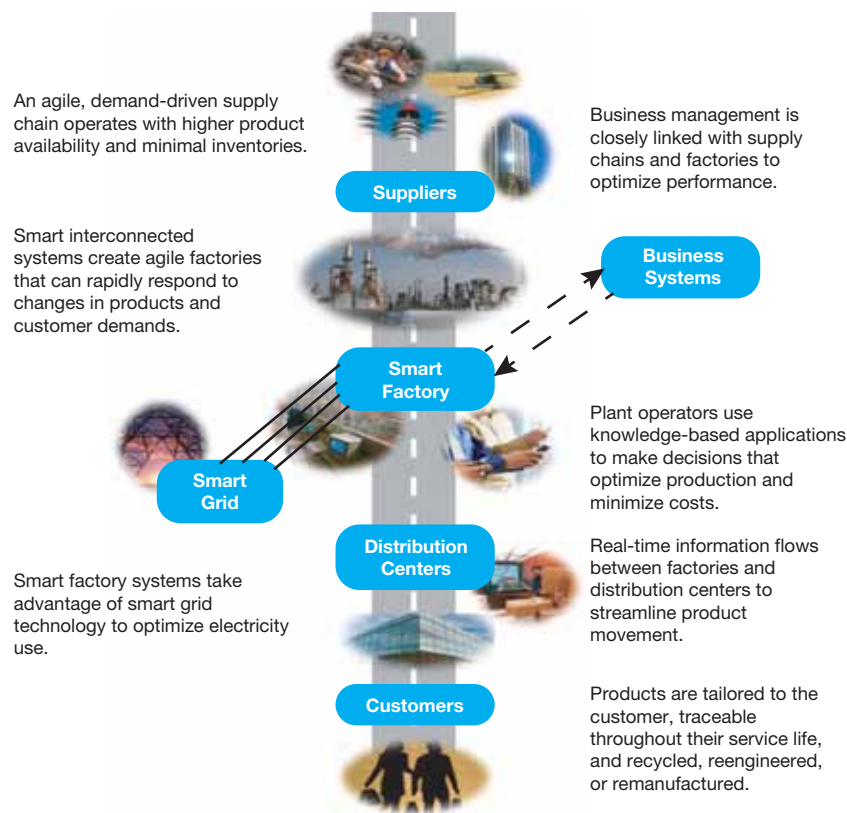 An agile, demand-driven supply
chain operates with higher product
availability and minimal inventories.
Business management is
closely linked with supply
chains and factories to
optimize performance.
Suppliers
Smart interconnected
systems create agile factories
that can rapidly respond to
changes in products and
customer demands.
Business
Systems
Smart
Factory
Plant operators use
knowledge-based applications
to make decisions that
optimize production and
minimize costs.
Smart
Grid
Distribution
Centers
Real-time information flows
between factories and
distribution centers to
streamline product
movement.
Smart factory systems take
advantage of smart grid
technology to optimize electricity
use.
Customers
Products are tailored to the
customer, traceable
throughout their service life,
and recycled, reengineered,
or remanufactured.